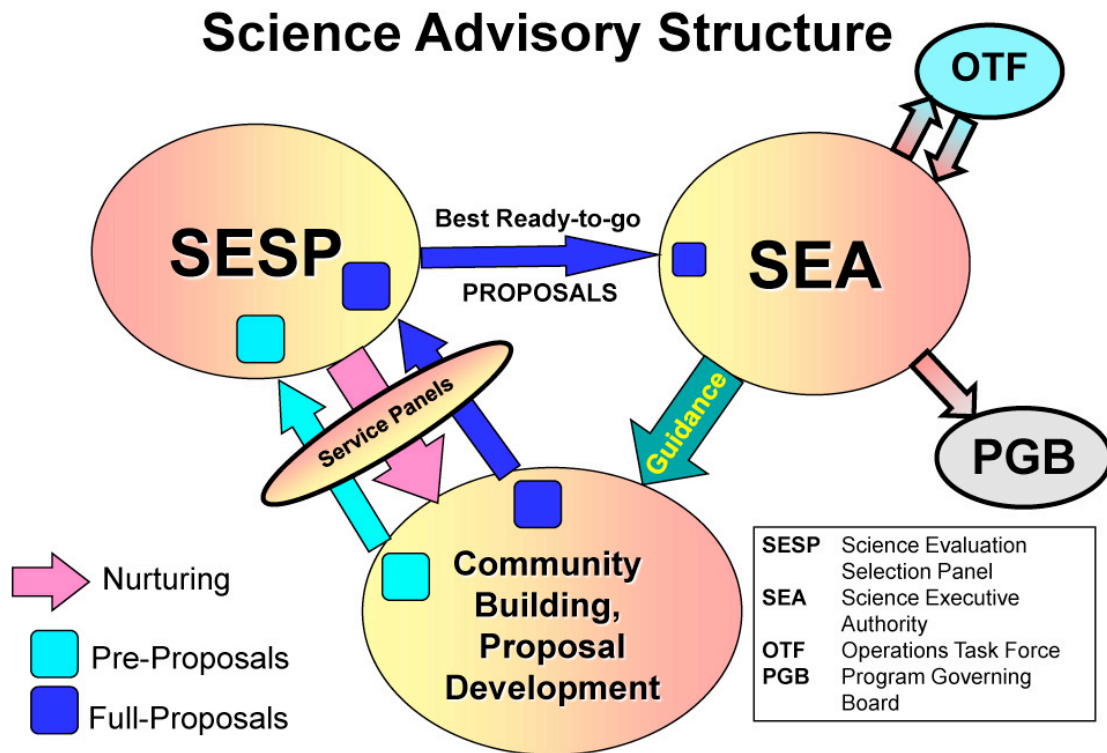 Science Advisory Structure
OTF
SESP
Best Ready-to-go
PROPOSALS
SEA
Service Panels
Guidance
PGB
Community
Building,
Proposal
Development
Nurturing
Pre-Proposals
Full-Proposals
SESP Science Evaluation
Selection Panel
SEA Science Executive
Authority
OTF Operations Task Force
PGB Program Governing
Board